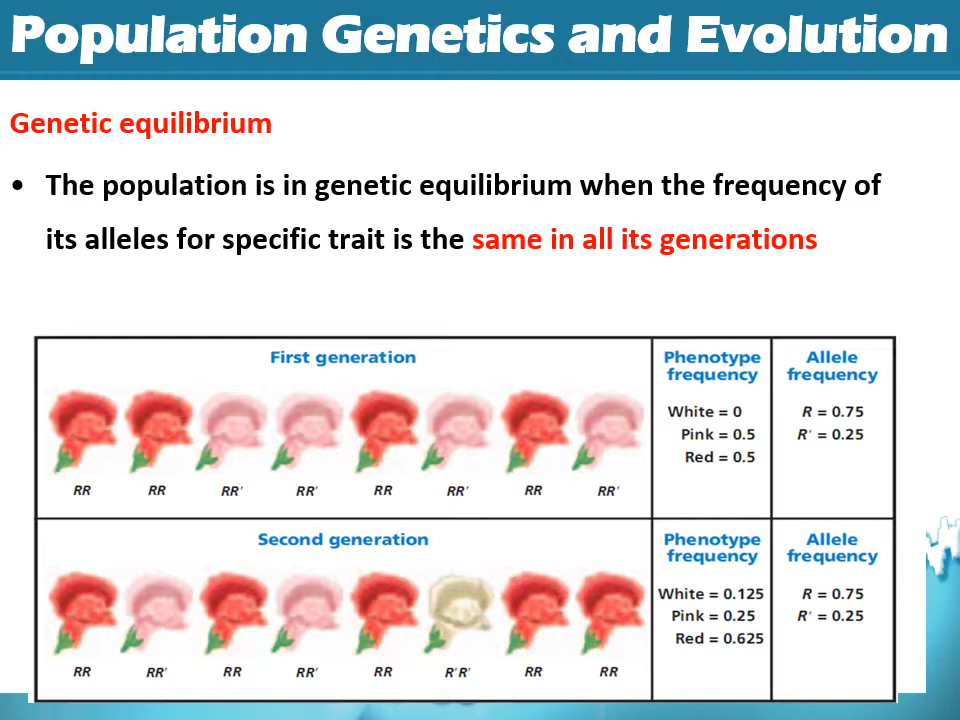 Population Genetics and Evolution
Genetic equilibrium
• The population is in genetic equilibrium when the frequency of
its alleles for specific trait is the same in all its generations
First generation
RR RR RR' RR' RR RR' RR RR'
Phenotype
frequency
White = 0
Pink = 0.5
Red = 0.5
Allele
frequency
R = 0.75
R' = 0.25
Second generation
RR RR' RR RR' RR R'R' RR RR
Phenotype
frequency
White = 0.125
Pink = 0.25
Red = 0.625
Allele
frequency
R = 0.75
R' = 0.25